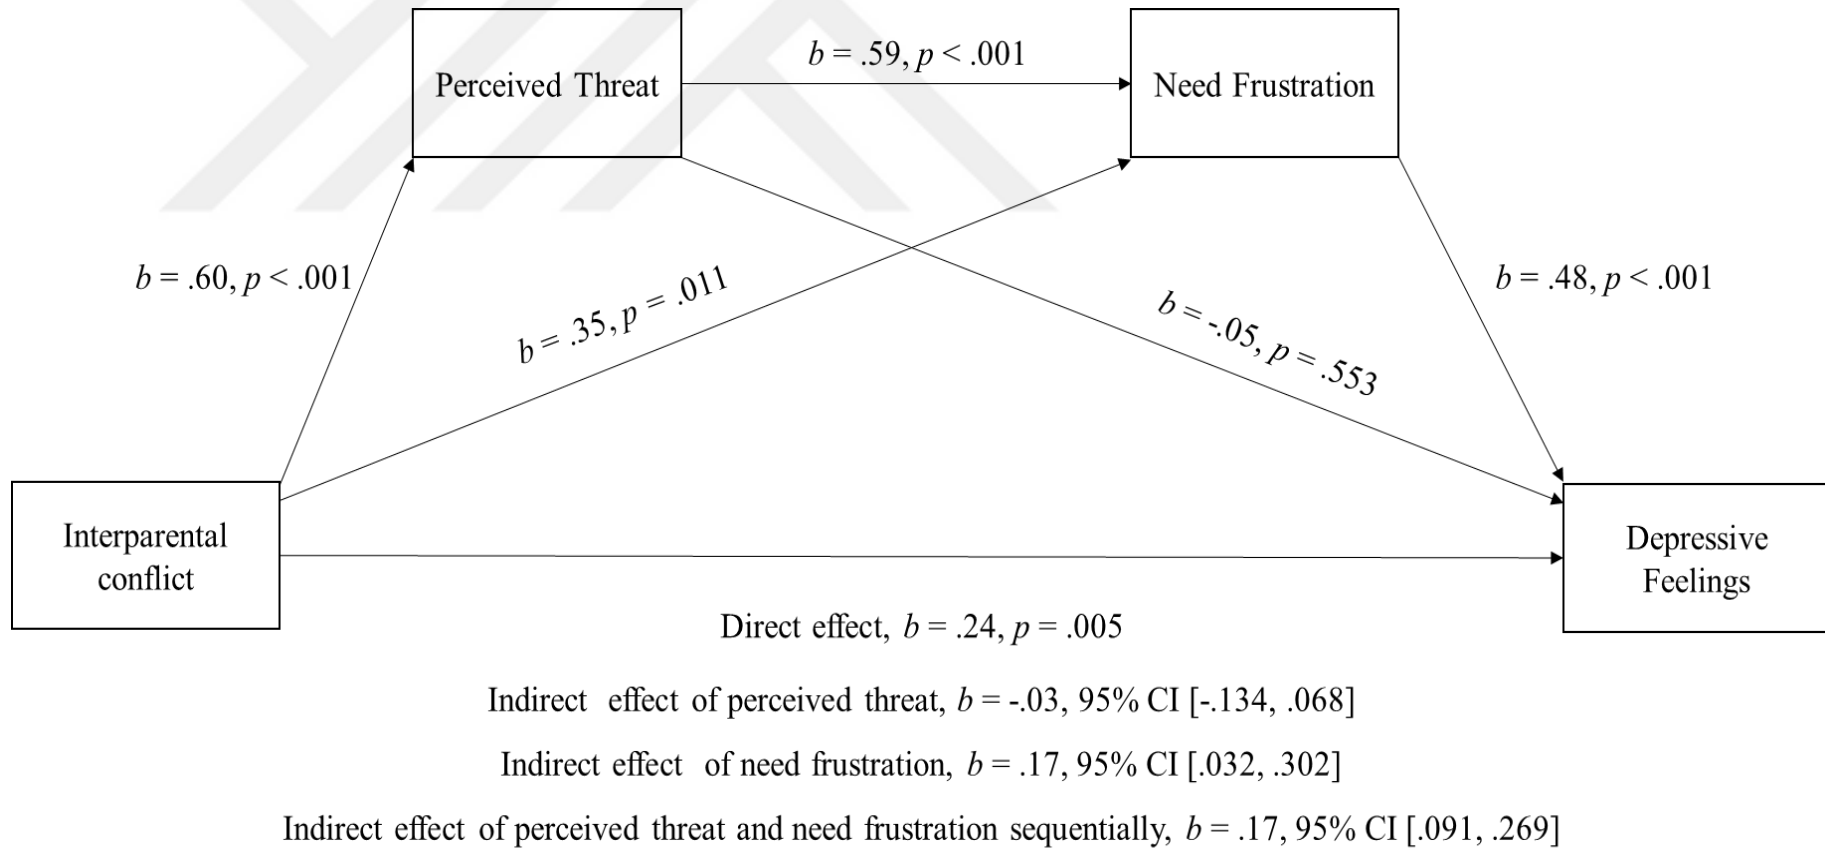 b = .59, p < .001
Perceived Threat
Need Frustration
b = .60, p < .001
b = .35, p = .011
b = -.05, p = .553
b = .48, p < .001
Interparental
conflict
Depressive
Feelings
Direct effect, b = .24, p = .005
Indirect effect of perceived threat, b = -.03, 95% CI [-.134, .068]
Indirect effect of need frustration, b = .17, 95% CI [.032, .302]
Indirect effect of perceived threat and need frustration sequentially, b = .17, 95% CI [.091, .269]